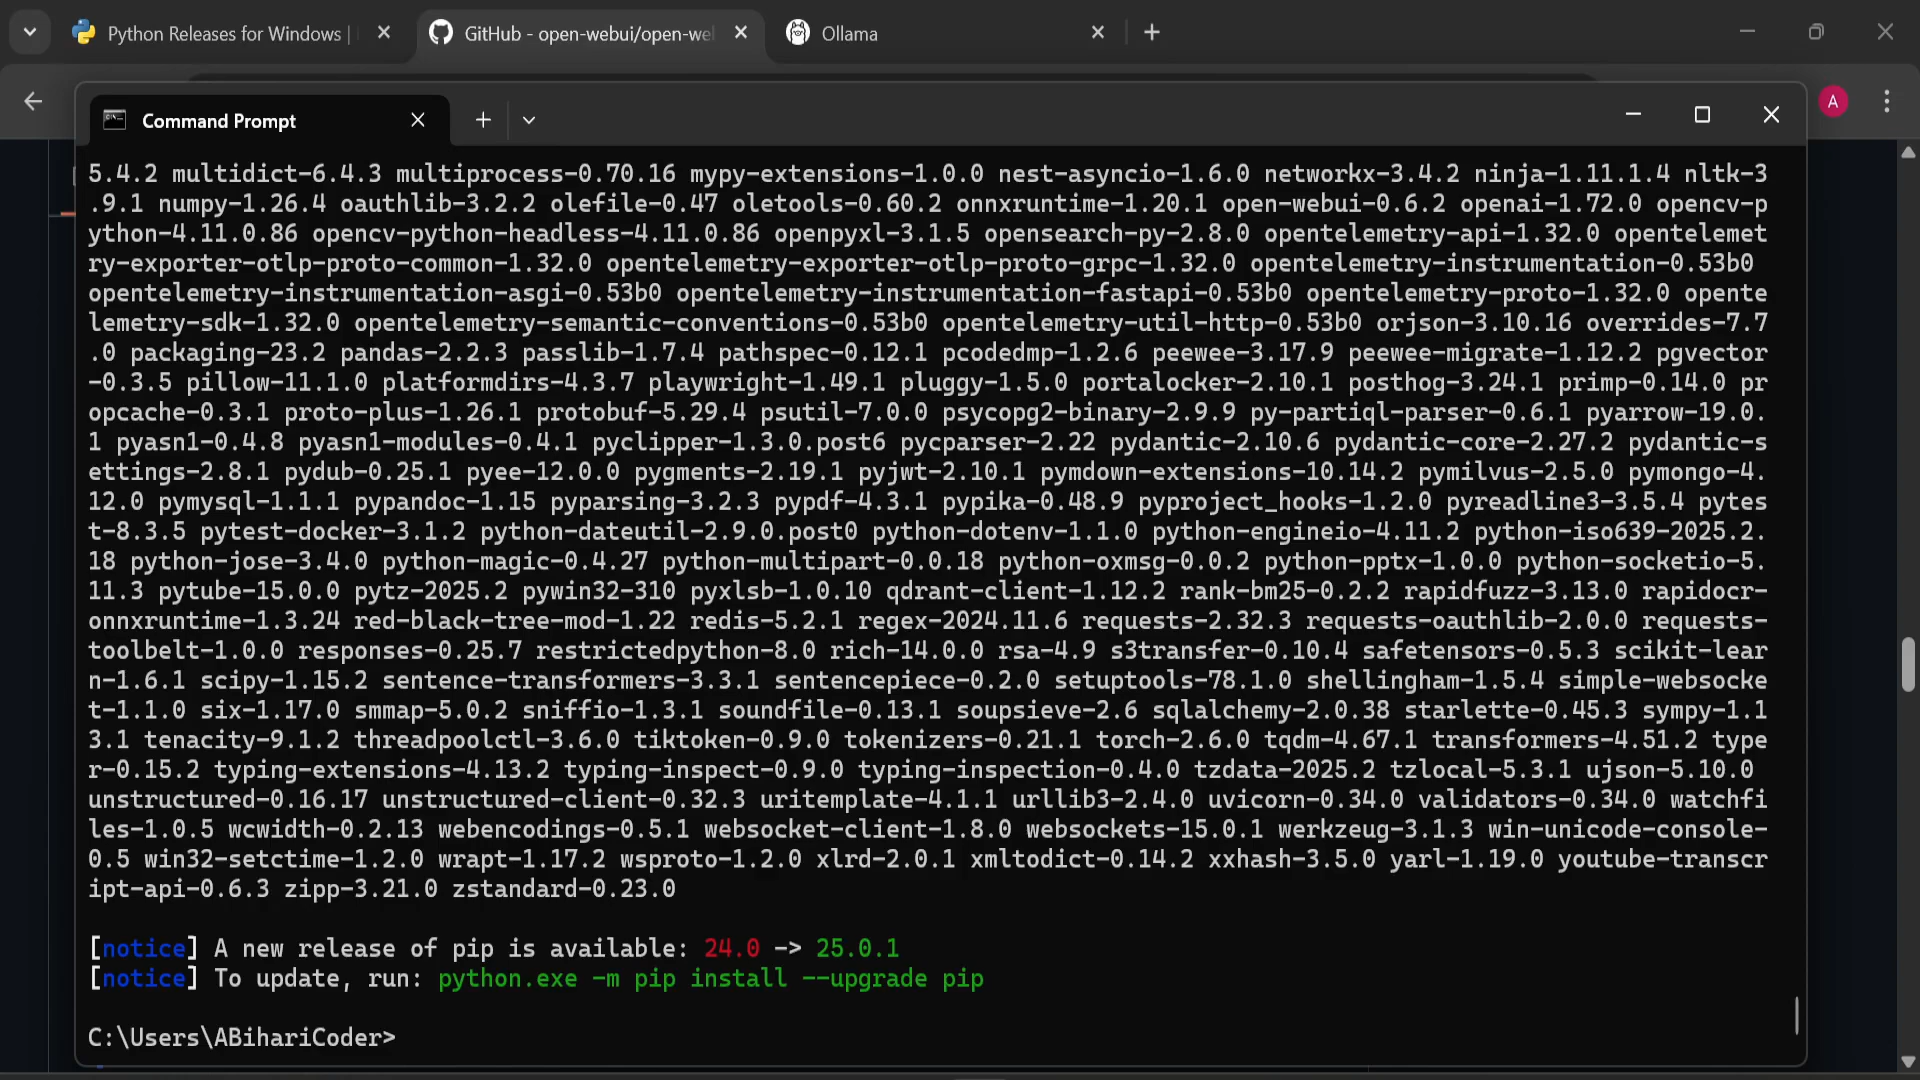 Python Releases for Windows |
GitHub - open-webui/open-we
Ollama
A
Command Prompt
5.4.2 multidict-6.4.3 multiprocess-0.70.16 mypy-extensions-1.0.0 nest-asyncio-1.6.0 networkx-3.4.2 ninja-1.11.1.4 nltk-3
.9.1 numpy-1.26.4 oauthlib-3.2.2 olefile-0.47 oletools-0.60.2 onnxruntime-1.20.1 open-webui-0.6.2 openai-1.72.0 opencv-p
ython-4.11.0.86 opencv-python-headless-4.11.0.86 openpyxl-3.1.5 opensearch-py-2.8.0 opentelemetry-api-1.32.0 opentelemet
ry-exporter-otlp-proto-common-1.32.0 opentelemetry-exporter-otlp-proto-grpc-1.32.0 opentelemetry-instrumentation-0.53b0
opentelemetry-instrumentation-asgi-0.53b0 opentelemetry-instrumentation-fastapi-0.53b0 opentelemetry-proto-1.32.0 opente
lemetry-sdk-1.32.0 opentelemetry-semantic-conventions-0.53b0 opentelemetry-util-http-0.53b0 orjson-3.10.16 overrides-7.7
.0 packaging-23.2 pandas-2.2.3 passlib-1.7.4 pathspec-0.12.1 pcodedmp-1.2.6 peewee-3.17.9 peewee-migrate-1.12.2 pgvector
-0.3.5 pillow-11.1.0 platformdirs-4.3.7 playwright-1.49.1 pluggy-1.5.0 portalocker-2.10.1 posthog-3.24.1 primp-0.14.0 pr
opcache-0.3.1 proto-plus-1.26.1 protobuf-5.29.4 psutil-7.0.0 psycopg2-binary-2.9.9 py-partiql-parser-0.6.1 pyarrow-19.0.
1 pyasn1-0.4.8 pyasn1-modules-0.4.1 pyclipper-1.3.0.post6 pycparser-2.22 pydantic-2.10.6 pydantic-core-2.27.2 pydantic-s
ettings-2.8.1 pydub-0.25.1 pyee-12.0.0 pygments-2.19.1 pyjwt-2.10.1 pymdown-extensions-10.14.2 pymilvus-2.5.0 pymongo-4.
12.0 pymysql-1.1.1 pypandoc-1.15 pyparsing-3.2.3 pypdf-4.3.1 pypika-0.48.9 pyproject_hooks-1.2.0 pyreadline3-3.5.4 pytes
t-8.3.5 pytest-docker-3.1.2 python-dateutil-2.9.0.post0 python-dotenv-1.1.0 python-engineio-4.11.2 python-iso639-2025.2.
18 python-jose-3.4.0 python-magic-0.4.27 python-multipart-0.0.18 python-oxmsg-0.0.2 python-pptx-1.0.0 python-socketio-5.
11.3 pytube-15.0.0 pytz-2025.2 pywin32-310 pyxlsb-1.0.10 qdrant-client-1.12.2 rank-bm25-0.2.2 rapidfuzz-3.13.0 rapidocr-
onnxruntime-1.3.24 red-black-tree-mod-1.22 redis-5.2.1 regex-2024.11.6 requests-2.32.3 requests-oauthlib-2.0.0 requests-
toolbelt-1.0.0 responses-0.25.7 restrictedpython-8.0 rich-14.0.0 rsa-4.9 s3transfer-0.10.4 safetensors-0.5.3 scikit-lear
n-1.6.1 scipy-1.15.2 sentence-transformers-3.3.1 sentencepiece-0.2.0 setuptools-78.1.0 shellingham-1.5.4 simple-websocke
t-1.1.0 six-1.17.0 smmap-5.0.2 sniffio-1.3.1 soundfile-0.13.1 soupsieve-2.6 sqlalchemy-2.0.38 starlette-0.45.3 sympy-1.1
3.1 tenacity-9.1.2 threadpoolctl-3.6.0 tiktoken-0.9.0 tokenizers-0.21.1 torch-2.6.0 tqdm-4.67.1 transformers-4.51.2 type
r-0.15.2 typing-extensions-4.13.2 typing-inspect-0.9.0 typing-inspection-0.4.0 tzdata-2025.2 tzlocal-5.3.1 ujson-5.10.0
unstructured-0.16.17 unstructured-client-0.32.3 uritemplate-4.1.1 urllib3-2.4.0 uvicorn-0.34.0 validators-0.34.0 watchfi
les-1.0.5 wcwidth-0.2.13 webencodings-0.5.1 websocket-client-1.8.0 websockets-15.0.1 werkzeug-3.1.3 win-unicode-console-
0.5 win32-setctime-1.2.0 wrapt-1.17.2 wsproto-1.2.0 xlrd-2.0.1 xmltodict-0.14.2 xxhash-3.5.0 yarl-1.19.0 youtube-transcr
ipt-api-0.6.3 zipp-3.21.0 zstandard-0.23.0
[notice] A new release of pip is available: 24.0 -> 25.0.1
[notice] To update, run: python.exe -m pip install --upgrade pip
C:\Users\ABihariCoder>